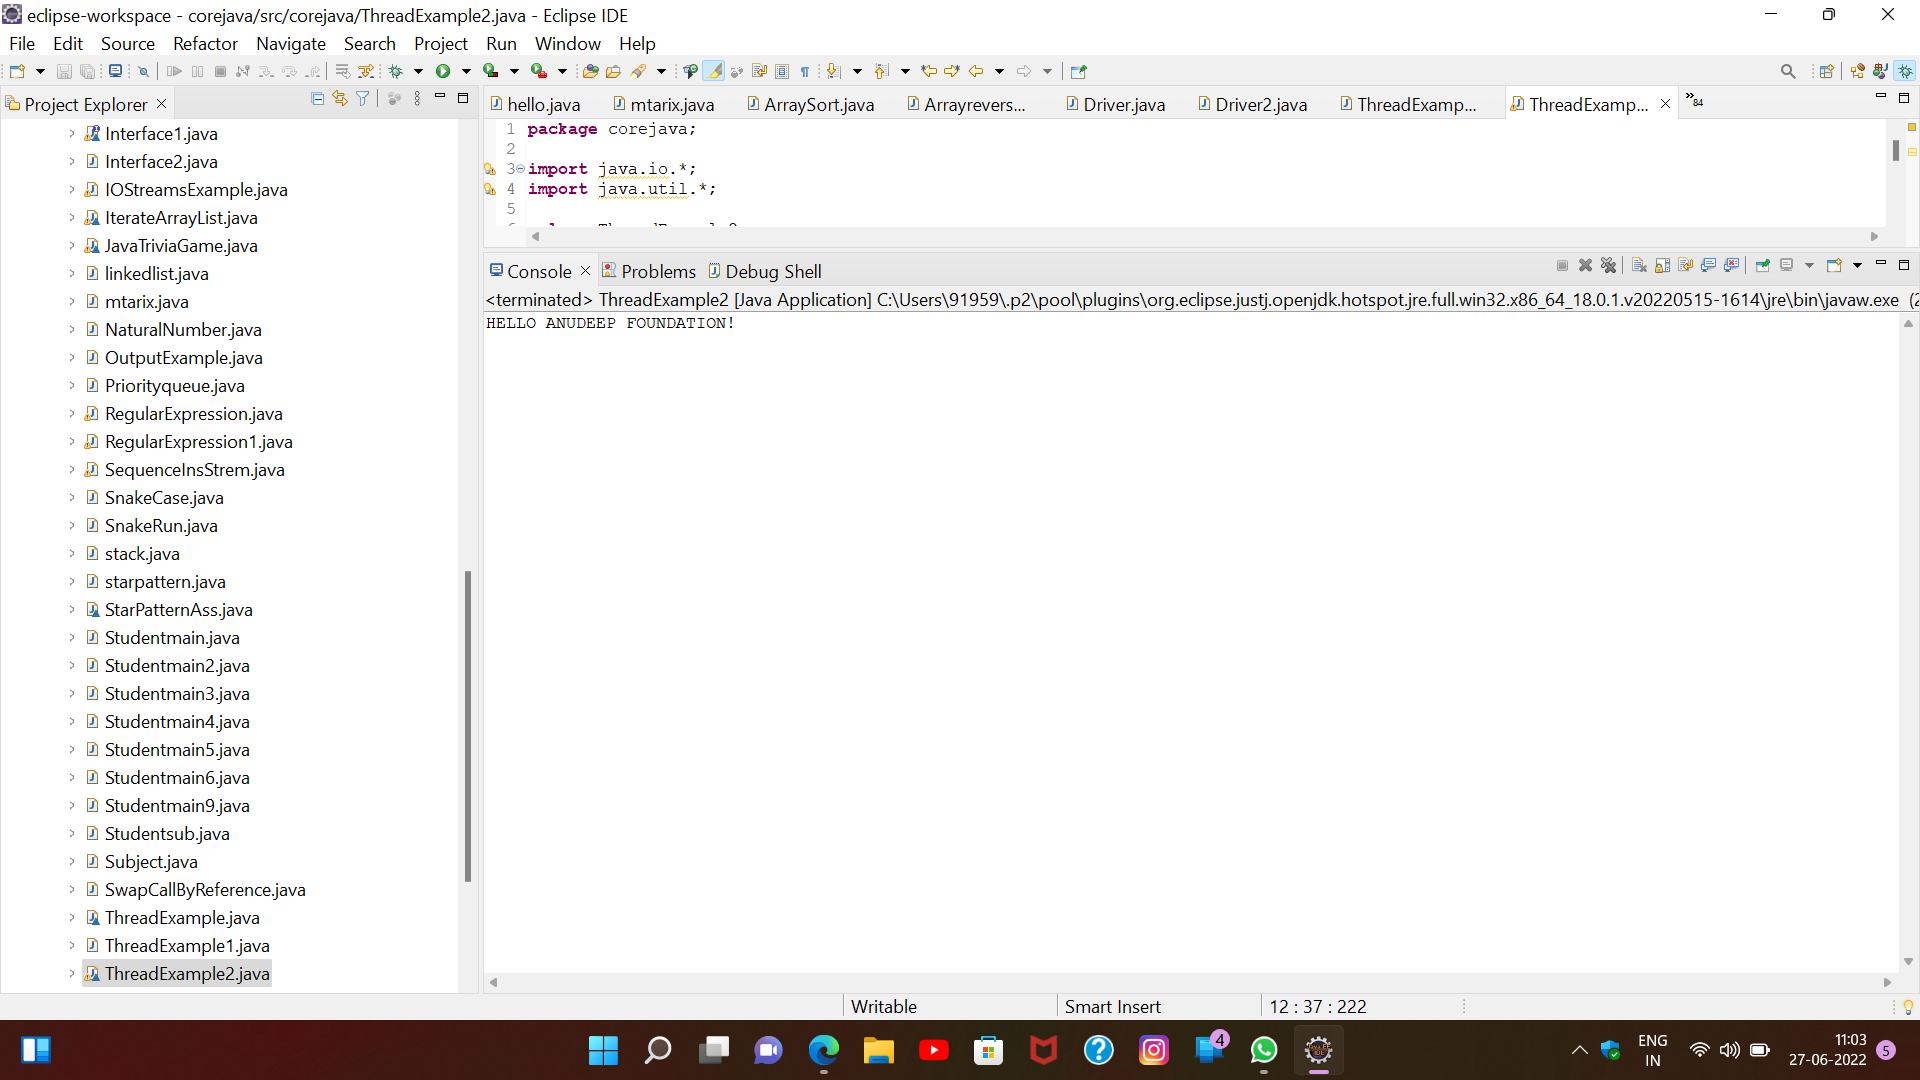 eclipse-workspace - corejava/src/corejava/ThreadExample2.java - Eclipse IDE
File Edit Source Refactor Navigate Search Project Run Window Help
Project Explorer
Interface1.java
Interface2.java
IOStreamsExample.java
IterateArrayList.java
JavaTriviaGame.java
linkedlist.java
mtarix.java
NaturalNumber.java
OutputExample.java
Priorityqueue.java
RegularExpression.java
RegularExpression1.java
SequenceInsStrem.java
SnakeCase.java
SnakeRun.java
stack.java
starpattern.java
StarPatternAss.java
Studentmain.java
Studentmain2.java
Studentmain3.java
Studentmain4.java
Studentmain5.java
Studentmain6.java
Studentmain9.java
Studentsub.java
Subject.java
SwapCallByReference.java
ThreadExample.java
ThreadExample1.java
ThreadExample2.java
hello.java mtarix.java ArraySort.java Arrayrevers... Driver.java Driver2.java ThreadExamp... ThreadExamp... »84
1 package corejava;
2
3 import java.io.*;
4 import java.util.*;
5
Console Problems Debug Shell
<terminated> ThreadExample2 [Java Application] C:\Users\91959\.p2\pool\plugins\org.eclipse.justj.openjdk.hotspot.jre.full.win32.x86_64_18.0.1.v20220515-1614\jre\bin\javaw.exe (2
HELLO ANUDEEP FOUNDATION!
Writable Smart Insert 12 : 37 : 222
4
ENG
IN
11:03
27-06-2022
5